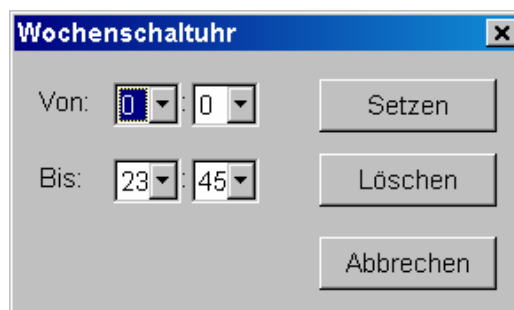 Wochenschaltuhr
Von: 0 : 0 Setzen
Bis: 23 : 45 Löschen
Abbrechen